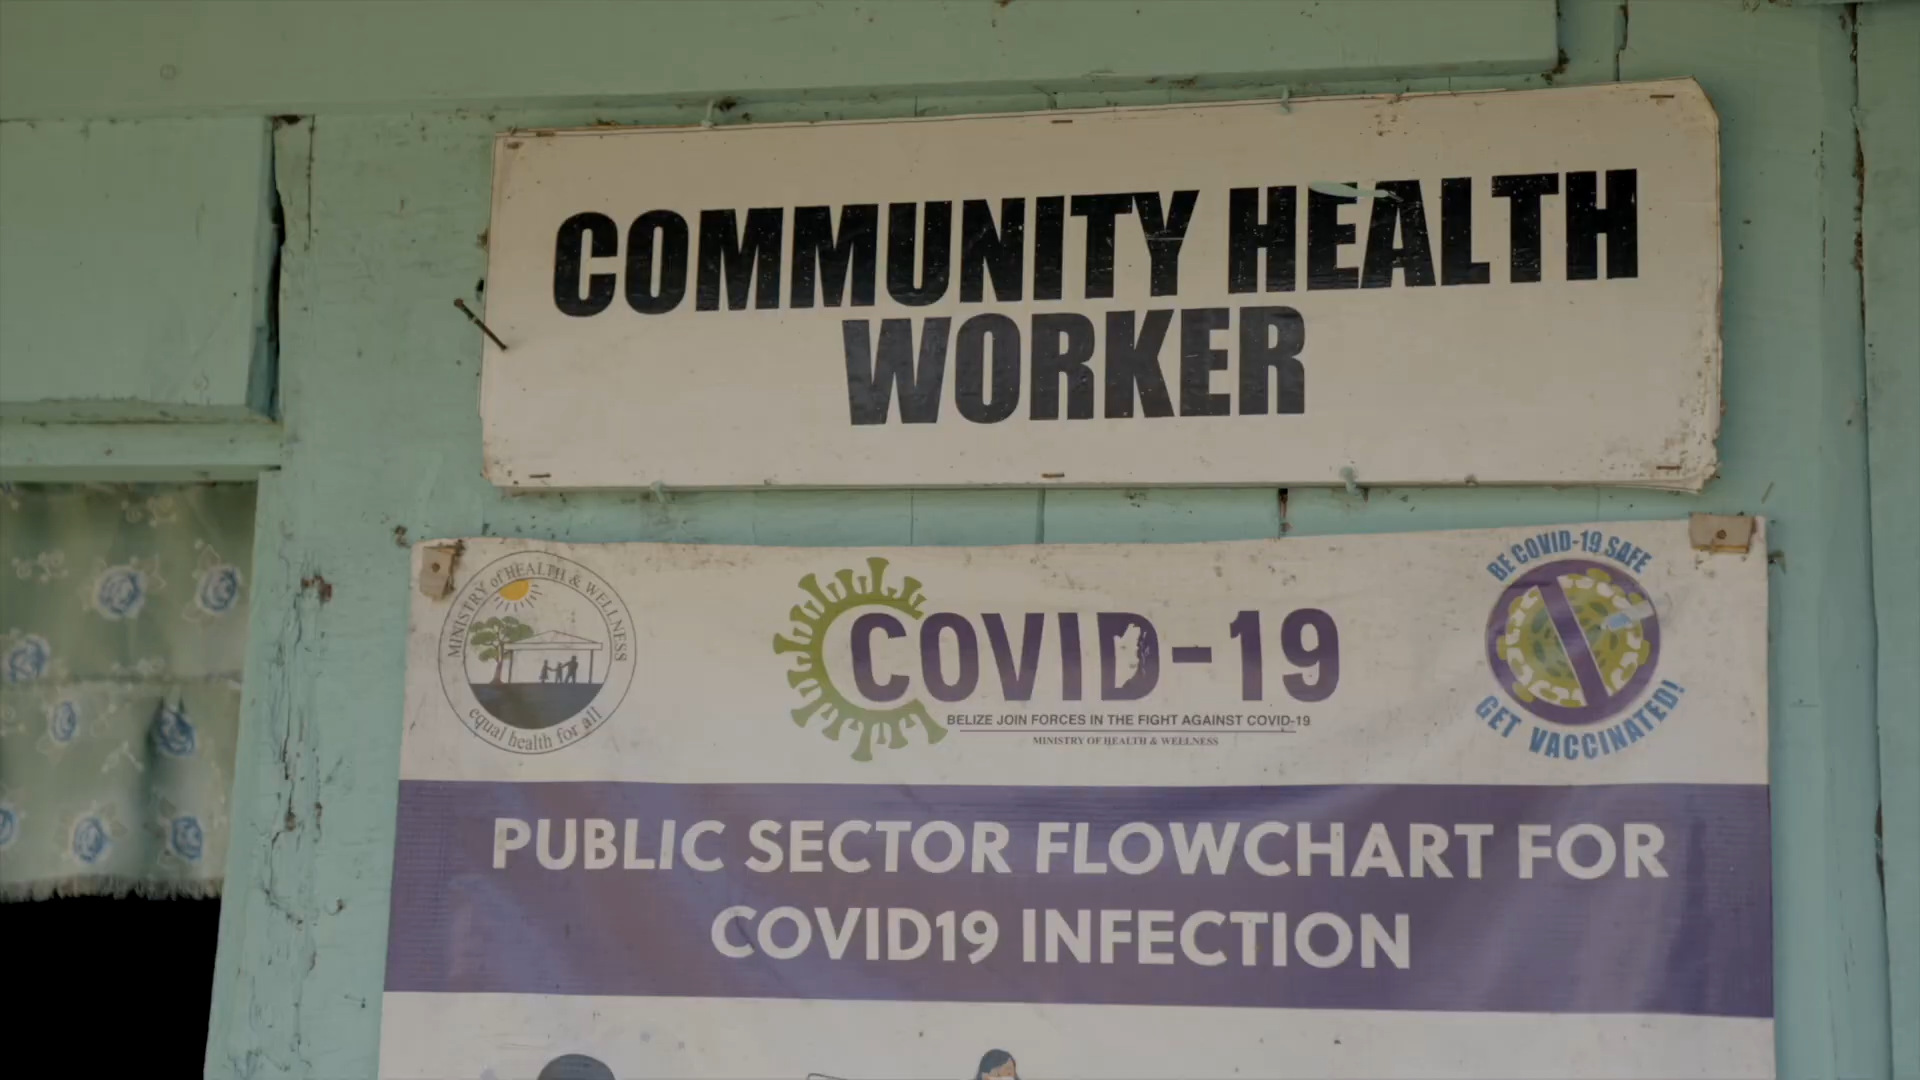 COMMUNITY HEALTH
WORKER
MINISTRY of HEALTH & WELLNESS
equal health for all
COVID-19
BELIZE JOIN FORCES IN THE FIGHT AGAINST COVID-19
MINISTRY OF HEALTH & WELLNESS
BE COVID-19 SAFE
GET VACCINATED!
PUBLIC SECTOR FLOWCHART FOR
COVID19 INFECTION